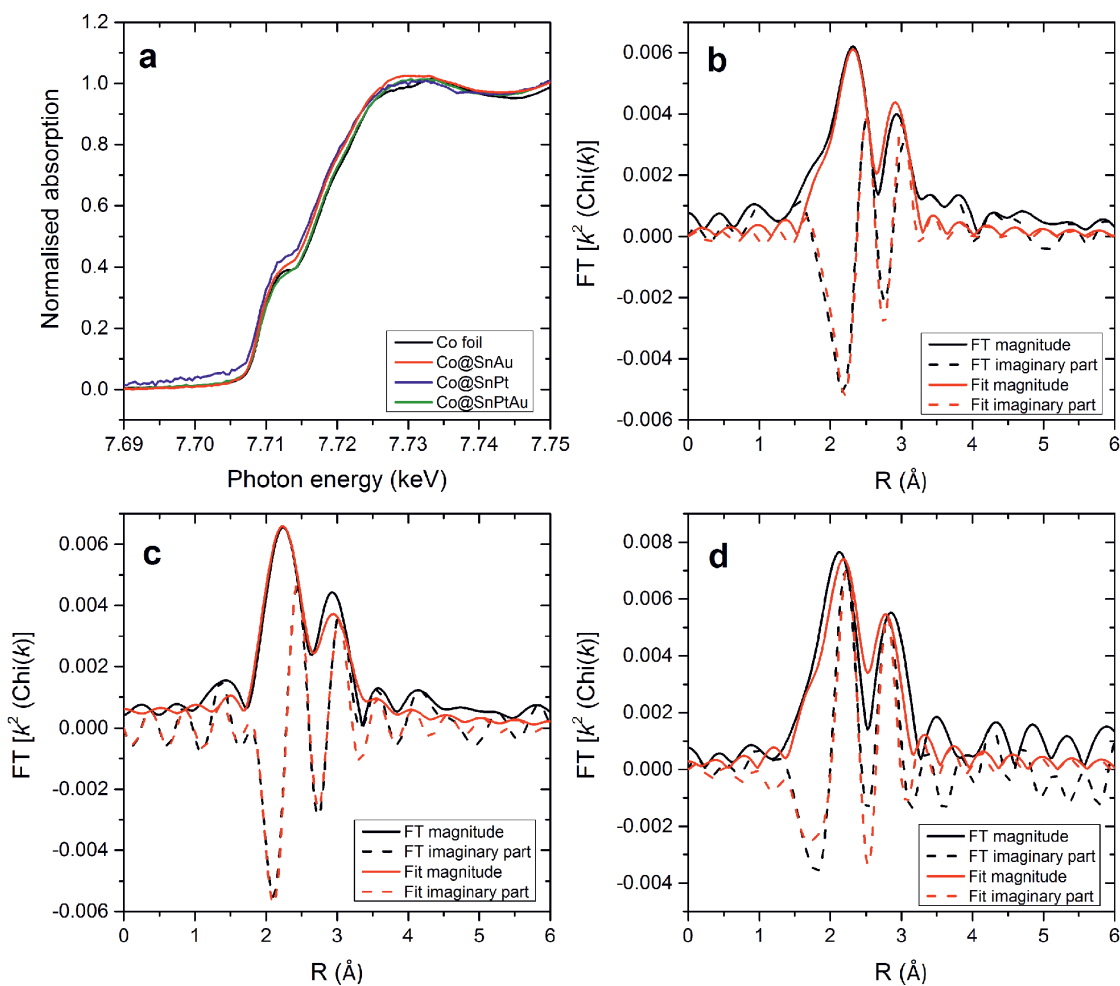 a
1.2
1.0
0.8
0.6
0.4
0.2
0.0
Normalised absorption
Co foil
Co@SnAu
Co@SnPt
Co@SnPtAu
7.69 7.70 7.71 7.72 7.73 7.74 7.75
Photon energy (keV)
b
0.006
0.004
0.002
0.000
-0.002
-0.004
-0.006
FT [k² (Chi(k)]
FT magnitude
FT imaginary part
Fit magnitude
Fit imaginary part
0 1 2 3 4 5 6
R (Å)
c
0.006
0.004
0.002
0.000
-0.002
-0.004
-0.006
FT [k² (Chi(k)]
FT magnitude
FT imaginary part
Fit magnitude
Fit imaginary part
0 1 2 3 4 5 6
R (Å)
d
0.008
0.006
0.004
0.002
0.000
-0.002
-0.004
FT [k² (Chi(k)]
FT magnitude
FT imaginary part
Fit magnitude
Fit imaginary part
0 1 2 3 4 5 6
R (Å)